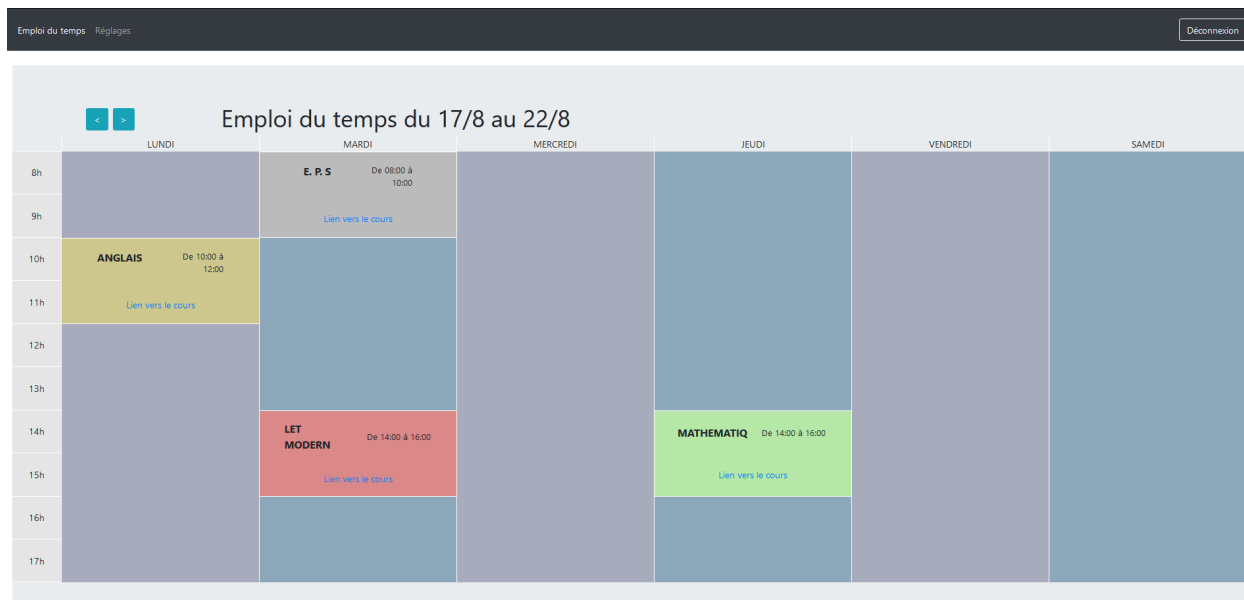 Emploi du temps Réglages Déconnexion
< > Emploi du temps du 17/8 au 22/8
LUNDI MARDI MERCREDI JEUDI VENDREDI SAMEDI
8h
E. P. S De 08:00 à
10:00
9h
Lien vers le cours
10h
ANGLAIS De 10:00 à
12:00
11h
Lien vers le cours
12h
13h
14h
LET
MODERN
De 14:00 à 16:00
MATHEMATIQ De 14:00 à 16:00
15h
Lien vers le cours
Lien vers le cours
16h
17h